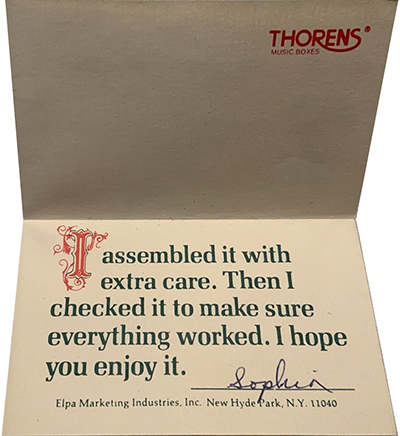 THORENS®
MUSIC BOXES
I assembled it with
extra care. Then I
checked it to make sure
everything worked. I hope
you enjoy it.
Sophia
Elpa Marketing Industries, Inc. New Hyde Park, N.Y. 11040